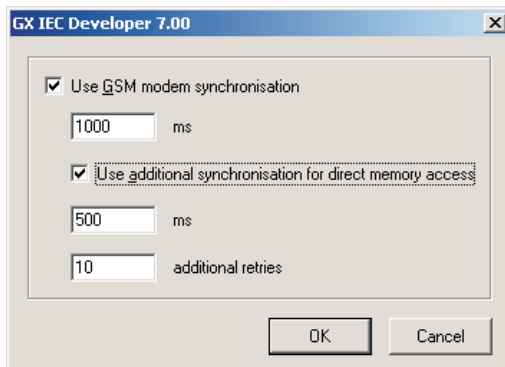 GX IEC Developer 7.00
Use GSM modem synchronisation
1000 ms
Use additional synchronisation for direct memory access
500 ms
10 additional retries
OK Cancel